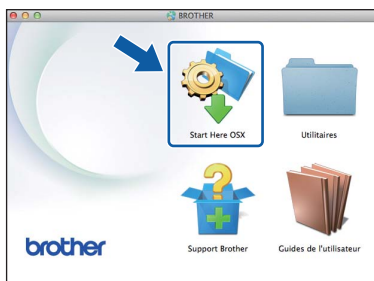 BROTHER
Start Here OSX
Utilitaires
Support Brother
Guides de l'utilisateur
brother